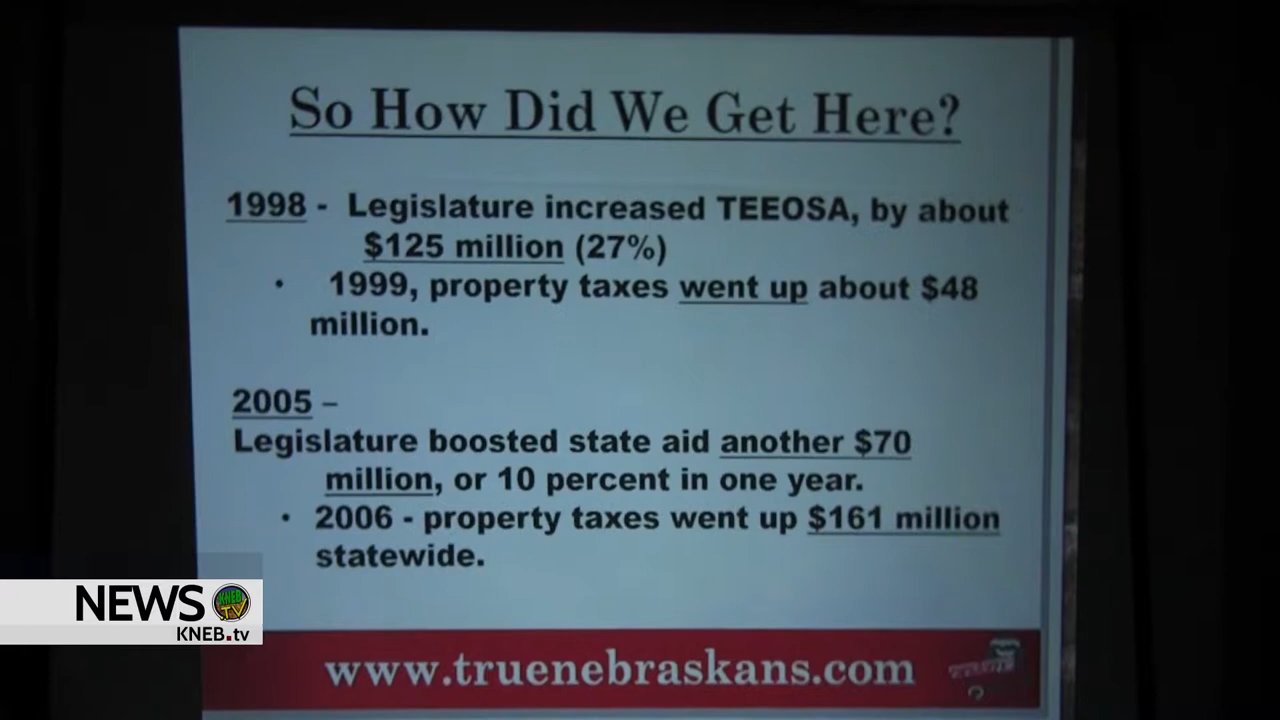 So How Did We Get Here?
1998 - Legislature increased TEEOSA, by about
$125 million (27%)
• 1999, property taxes went up about $48
million.
2005 –
Legislature boosted state aid another $70
million, or 10 percent in one year.
• 2006 - property taxes went up $161 million
statewide.
NEWS
KNEB TV
KNEB.tv
www.truenebraskans.com